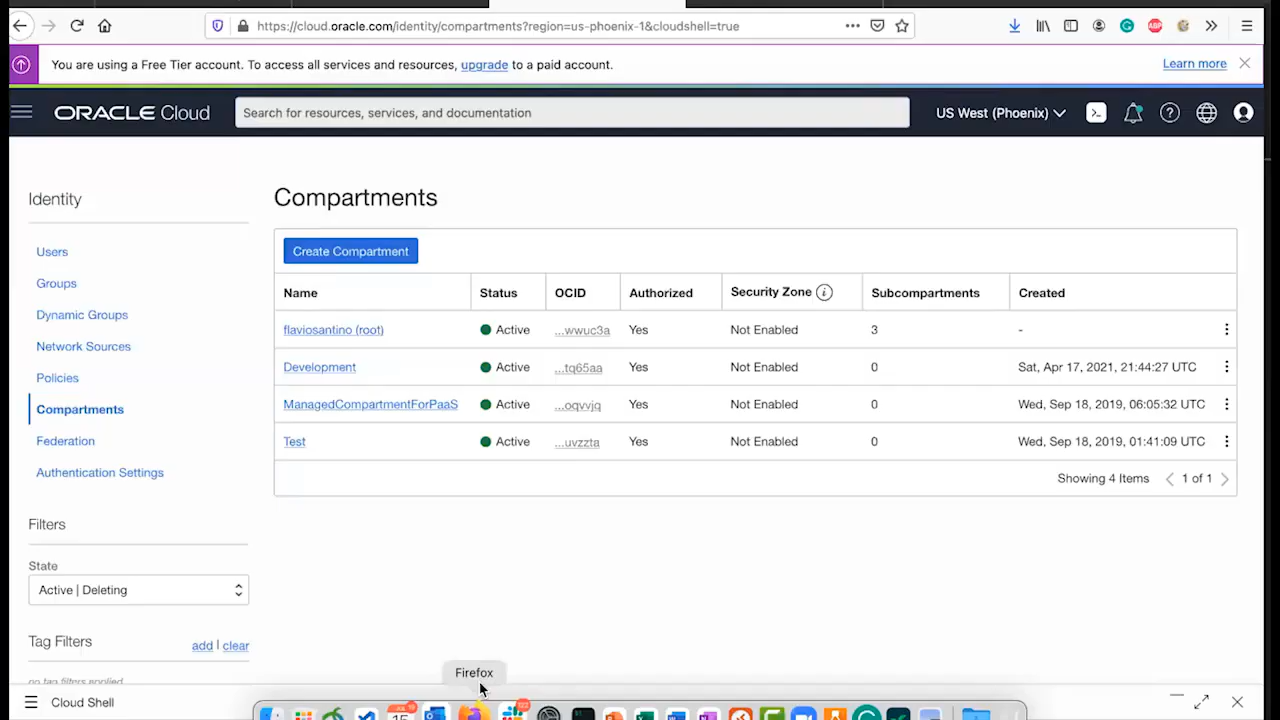 https://cloud.oracle.com/identity/compartments?region=us-phoenix-1&cloudshell=true
You are using a Free Tier account. To access all services and resources, upgrade to a paid account.
Learn more
ORACLE Cloud
Search for resources, services, and documentation
US West (Phoenix)
Identity
Users
Groups
Dynamic Groups
Network Sources
Policies
Compartments
Federation
Authentication Settings
Filters
State
Active | Deleting
Tag Filters
add | clear
no tag filters applied
Compartments
Create Compartment
Name Status OCID Authorized Security Zone Subcompartments Created
flaviosantino (root) Active ...wwuc3a Yes Not Enabled 3 -
Development Active ...tq65aa Yes Not Enabled 0 Sat, Apr 17, 2021, 21:44:27 UTC
ManagedCompartmentForPaaS Active ...oqvvjq Yes Not Enabled 0 Wed, Sep 18, 2019, 06:05:32 UTC
Test Active ...uvzzta Yes Not Enabled 0 Wed, Sep 18, 2019, 01:41:09 UTC
Showing 4 Items 1 of 1
Firefox
Cloud Shell